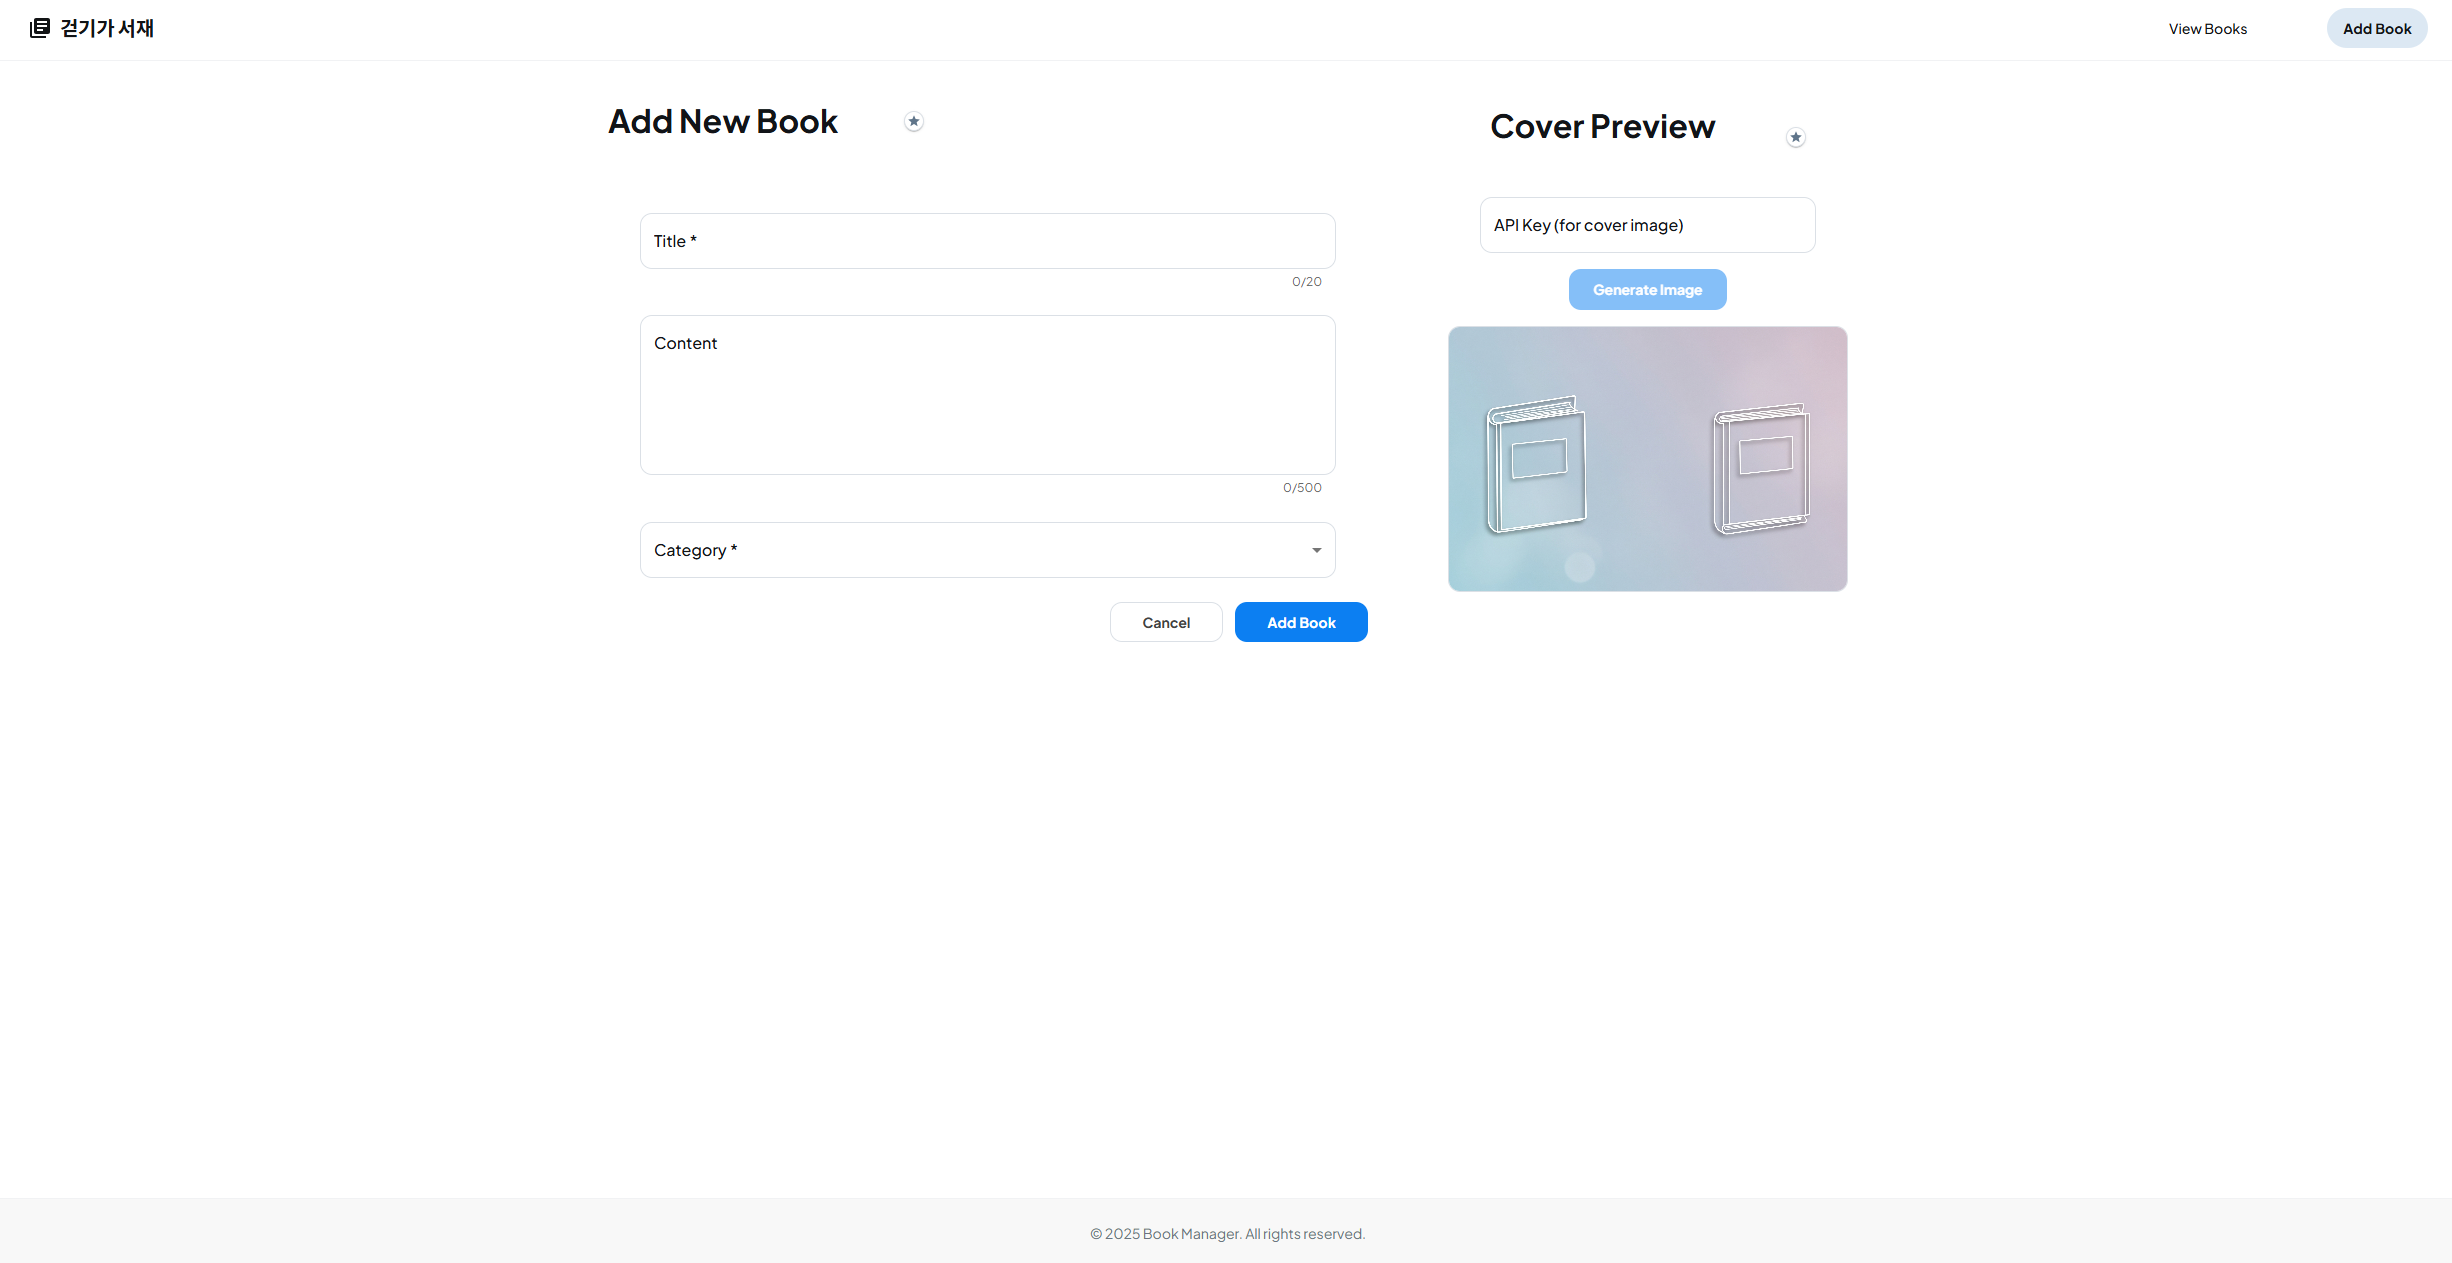 걷기가 서재
View Books
Add Book
Add New Book
Cover Preview
Title *
0/20
Content
0/500
Category *
Cancel
Add Book
API Key (for cover image)
Generate Image
© 2025 Book Manager. All rights reserved.